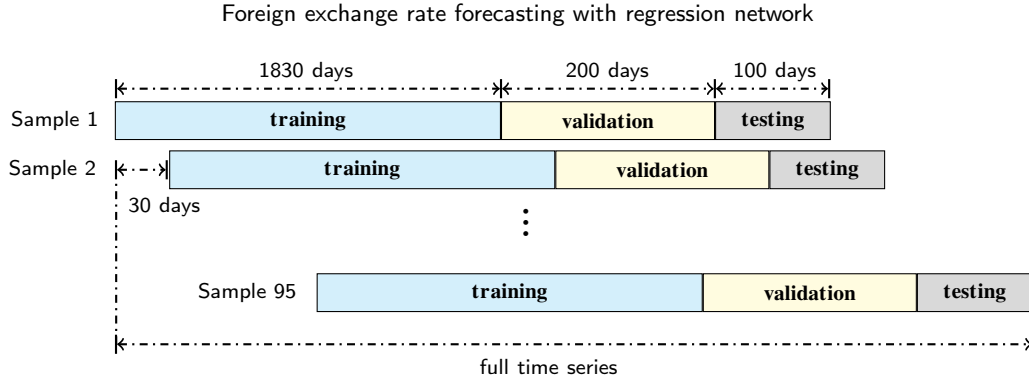 Foreign exchange rate forecasting with regression network
1830 days 200 days 100 days
Sample 1 training validation testing
Sample 2 training validation testing
30 days
Sample 95 training validation testing
full time series